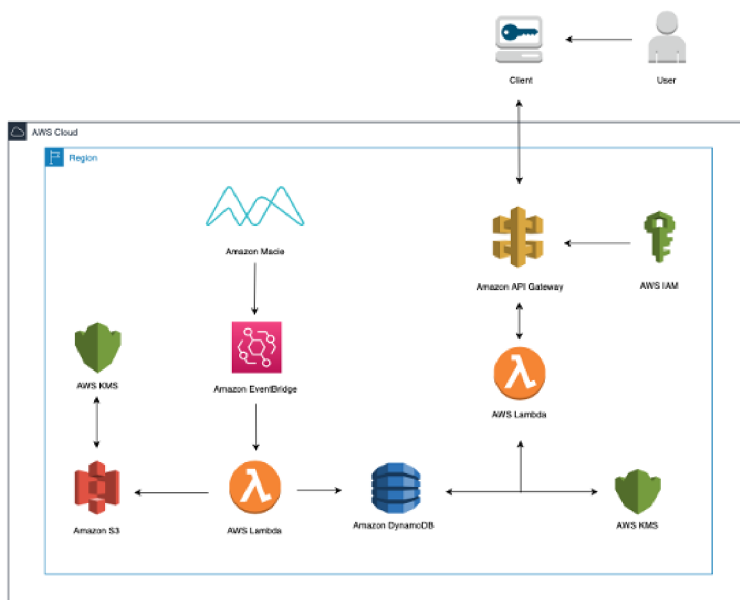 Client
User
AWS Cloud
Region
Amazon Macie
Amazon API Gateway
AWS IAM
AWS KMS
Amazon EventBridge
AWS Lambda
Amazon S3
AWS Lambda
Amazon DynamoDB
AWS KMS